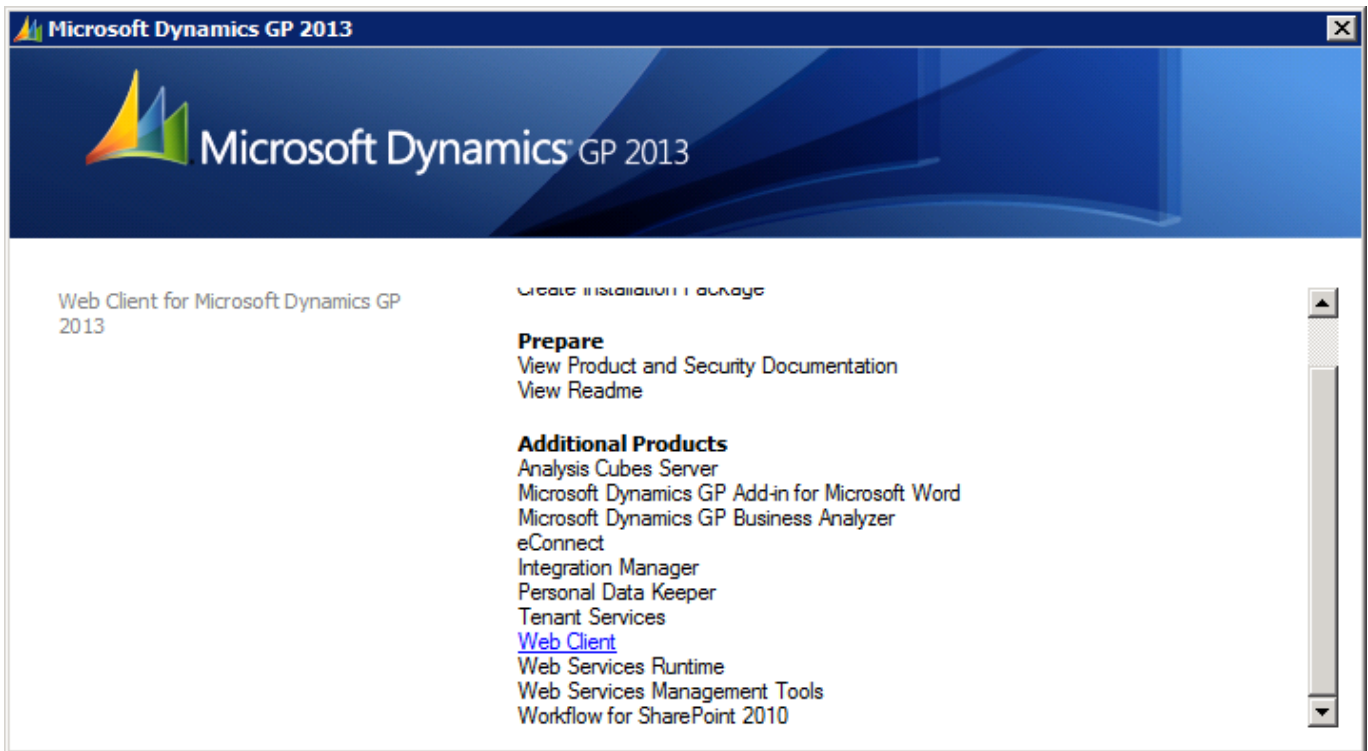 Microsoft Dynamics GP 2013
Microsoft Dynamics GP 2013
Web Client for Microsoft Dynamics GP
2013
Create Installation Package
Prepare
View Product and Security Documentation
View Readme
Additional Products
Analysis Cubes Server
Microsoft Dynamics GP Add-in for Microsoft Word
Microsoft Dynamics GP Business Analyzer
eConnect
Integration Manager
Personal Data Keeper
Tenant Services
Web Client
Web Services Runtime
Web Services Management Tools
Workflow for SharePoint 2010